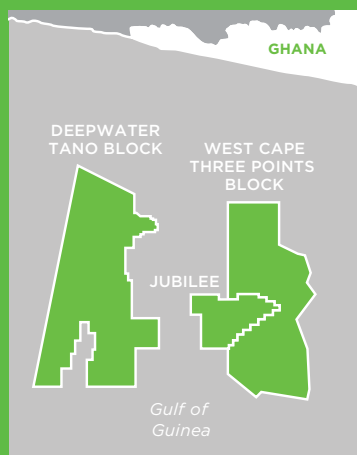 GHANA
DEEPWATER
TANO BLOCK
WEST CAPE
THREE POINTS
BLOCK
JUBILEE
Gulf of
Guinea